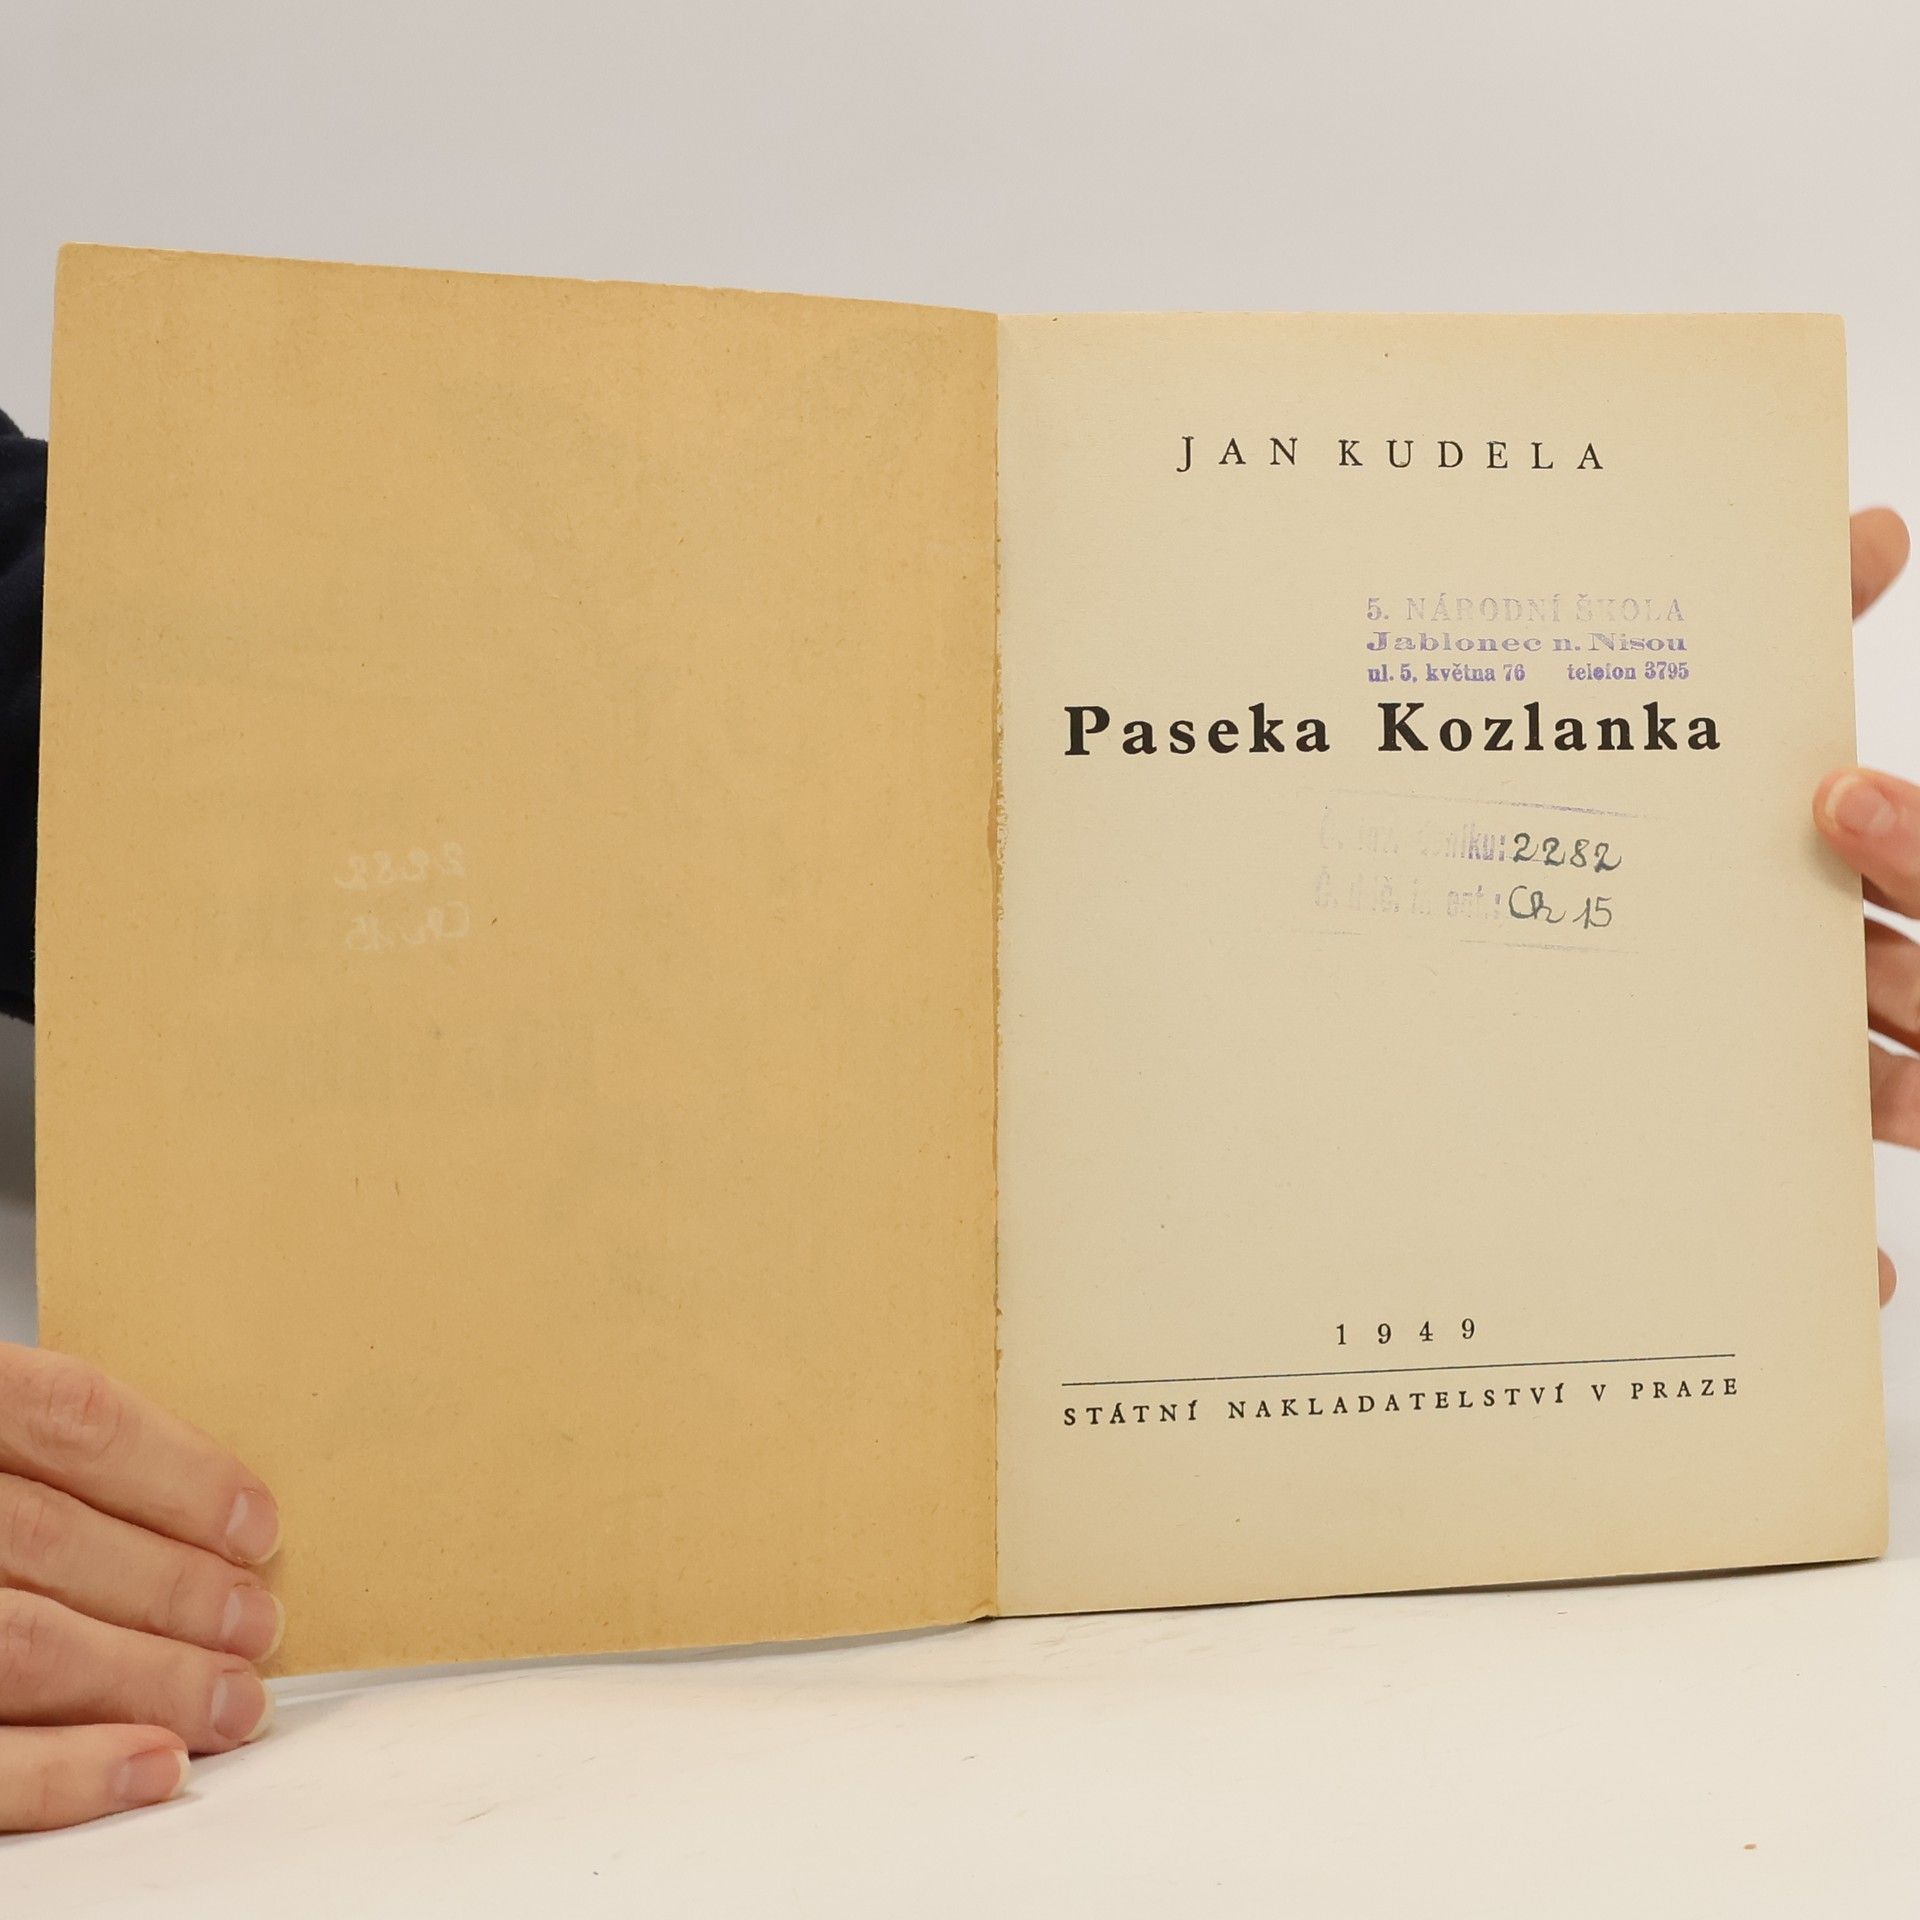 JAN KUDELA
5. NÁRODNÍ ŠKOLA
Jablonec n. Nisou
ul. 5. května 76 telefon 3795
Paseka Kozlanka
2282
Ch 15
1949
STÁTNÍ NAKLADATELSTVÍ V PRAZE